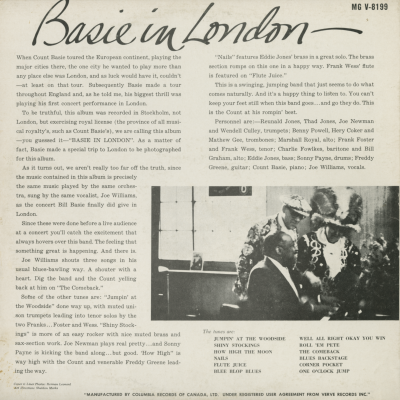 MG V-8199
Basie in London
When Count Basie toured the European continent, playing the
major cities there, the one city he wanted to play more than
any place else was London, and as luck would have it, couldn't
—at least on that tour. Subsequently Basie made a tour
throughout England and, as he told me, his biggest thrill was
playing his first concert performance in London.
To be truthful, this album was recorded in Stockholm, not
London, but exercising royal license (the province of all musi-
cal royalty's, such as Count Basie's), we are calling this album
—you guessed it—"BASIE IN LONDON". As a matter of
fact, Basie made a special trip to London to be photographed
for this album.
As it turns out, we aren't really too far off the truth, since
the music contained in this album is precisely
the same music played by the same orches-
tra, sung by the same vocalist, Joe Williams,
as the concert Bill Basie finally did give in
London.
Since these were done before a live audience
at a concert you'll catch the excitement that
always hovers over this band. The feeling that
something great is happening. And there is.
Joe Williams shouts three songs in his
usual blues-bawling way. A shouter with a
heart. Dig the band and the Count yelling
back at him on "The Comeback."
Some of the other tunes are: "Jumpin' at
the Woodside" done way up, with muted uni-
son trumpets leading into tenor solos by the
two Franks...Foster and Wess. "Shiny Stock-
ings" is more of an easy rocker with nice muted brass and
sax-section work. Joe Newman plays real pretty...and Sonny
Payne is kicking the band along...but good. "How High" is
way high with the Count and venerable Freddy Greene lead-
ing the way.
"Nails" features Eddie Jones' brass in a great solo. The brass
section romps on this one in a happy way. Frank Wess' flute
is featured on "Flute Juice."
This is a swinging, jumping band that just seems to do what
comes naturally. And it's a happy thing to listen to. You can't
keep your feet still when this band goes...and go they do. This
is the Count at his rompin' best.
Personnel are:—Reunald Jones, Thad Jones, Joe Newman
and Wendell Culley, trumpets; Benny Powell, Hery Coker and
Mathew Gee, trombones; Marshall Royal, alto; Frank Foster
and Frank Wess, tenor; Charlie Fowlkes, baritone and Bill
Graham, alto; Eddie Jones, base; Sonny Payne, drums; Freddy
Greene, guitar; Count Basie, piano; Joe Williams, vocals.
The tunes are:
JUMPIN' AT THE WOODSIDE
SHINY STOCKINGS
HOW HIGH THE MOON
NAILS
FLUTE JUICE
BLEE BLOP BLUES
WELL ALRIGHT OKAY YOU WIN
ROLL 'EM PETE
THE COMEBACK
BLUES BACKSTAGE
CORNER POCKET
ONE O'CLOCK JUMP
"MANUFACTURED BY COLUMBIA RECORDS OF CANADA, LTD. UNDER REGISTERED USER AGREEMENT FROM VERVE RECORDS INC."